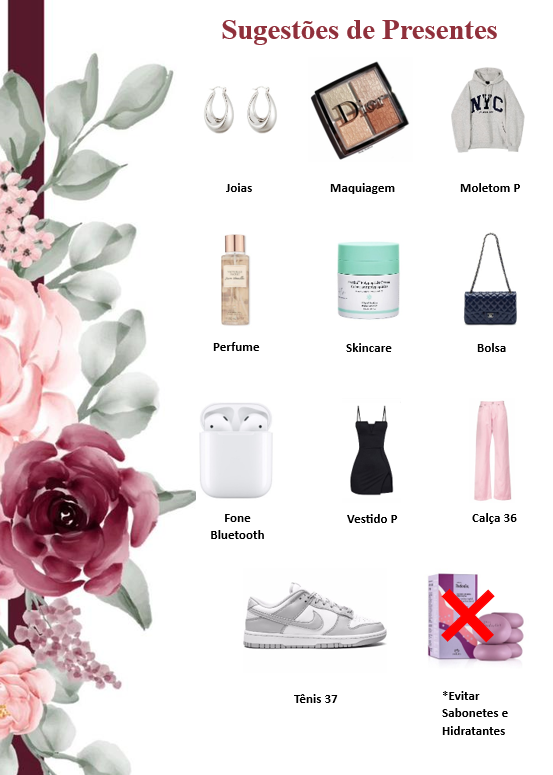 Sugestões de Presentes
Dior
NYC
Joias
Maquiagem
Moletom P
Perfume
Skincare
Bolsa
Fone
Bluetooth
Vestido P
Calça 36
Tênis 37
*Evitar
Sabonetes e
Hidratantes